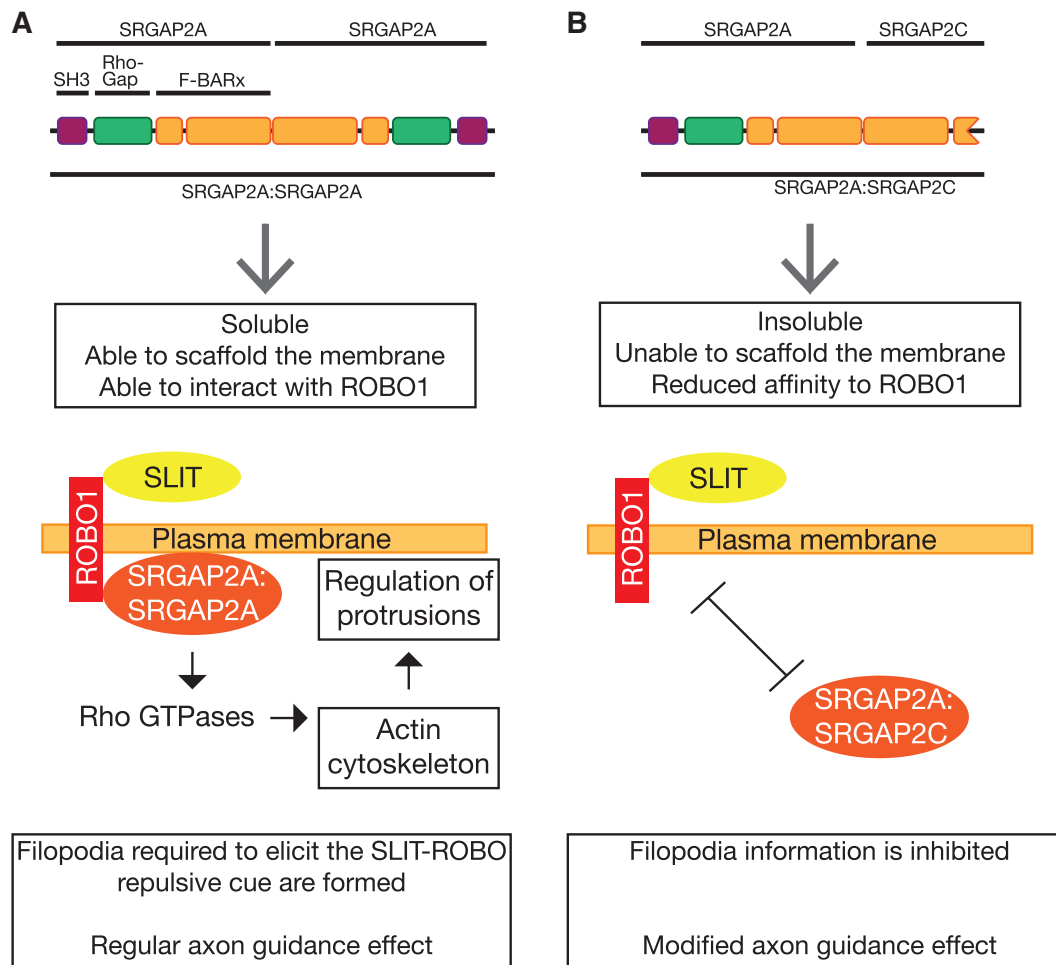 A
SRGAP2A
SRGAP2A
SH3
Rho-
Gap
F-BARx
SRGAP2A:SRGAP2A
Soluble
Able to scaffold the membrane
Able to interact with ROBO1
SLIT
ROBO1
Plasma membrane
SRGAP2A:
SRGAP2A
Regulation of
protrusions
Rho GTPases
Actin
cytoskeleton
Filopodia required to elicit the SLIT-ROBO
repulsive cue are formed
Regular axon guidance effect
B
SRGAP2A
SRGAP2C
SRGAP2A:SRGAP2C
Insoluble
Unable to scaffold the membrane
Reduced affinity to ROBO1
SLIT
ROBO1
Plasma membrane
SRGAP2A:
SRGAP2C
Filopodia information is inhibited
Modified axon guidance effect